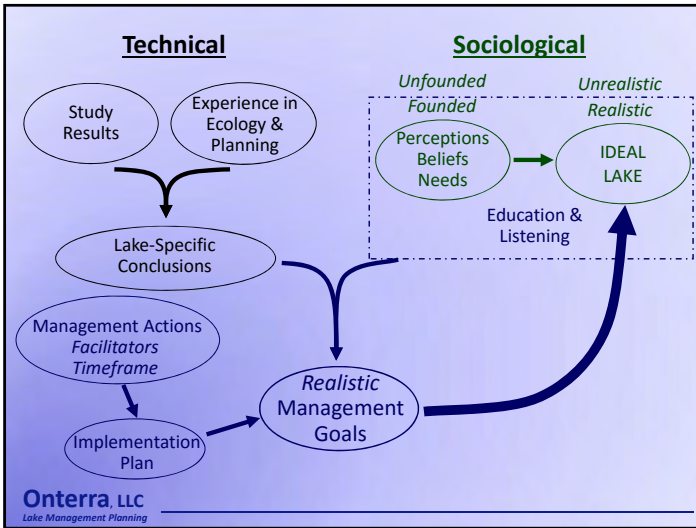 Technical
Sociological
Study
Results
Experience in
Ecology &
Planning
Unfounded
Founded
Unrealistic
Realistic
Perceptions
Beliefs
Needs
IDEAL
LAKE
Education &
Listening
Lake-Specific
Conclusions
Management Actions
Facilitators
Timeframe
Implementation
Plan
Realistic
Management
Goals
Onterra, LLC
Lake Management Planning